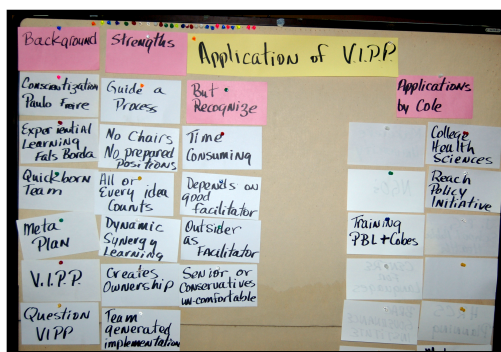 Background
Strengths
Application of V.I.P.P.
Conscientization
Paulo Freire
Experiential
Learning
Fals Borda
Quickborn
Team
Meta
Plan
V.I.P.P.
Question
VIPP
Guide a
Process
No Chairs
No prepared
positions
All or
Every idea
Counts
Dynamic
Synergy
Learning
Creates
Ownership
Team
generated
implementation
But
Recognize
Time
Consuming
Depends on
good
facilitator
Outsider
as
Facilitator
Senior or
Conservatives
un-comfortable
Applications
by Cole
Training
PBL + Cobes
College
Health
Sciences
Reach
Policy
Initiative